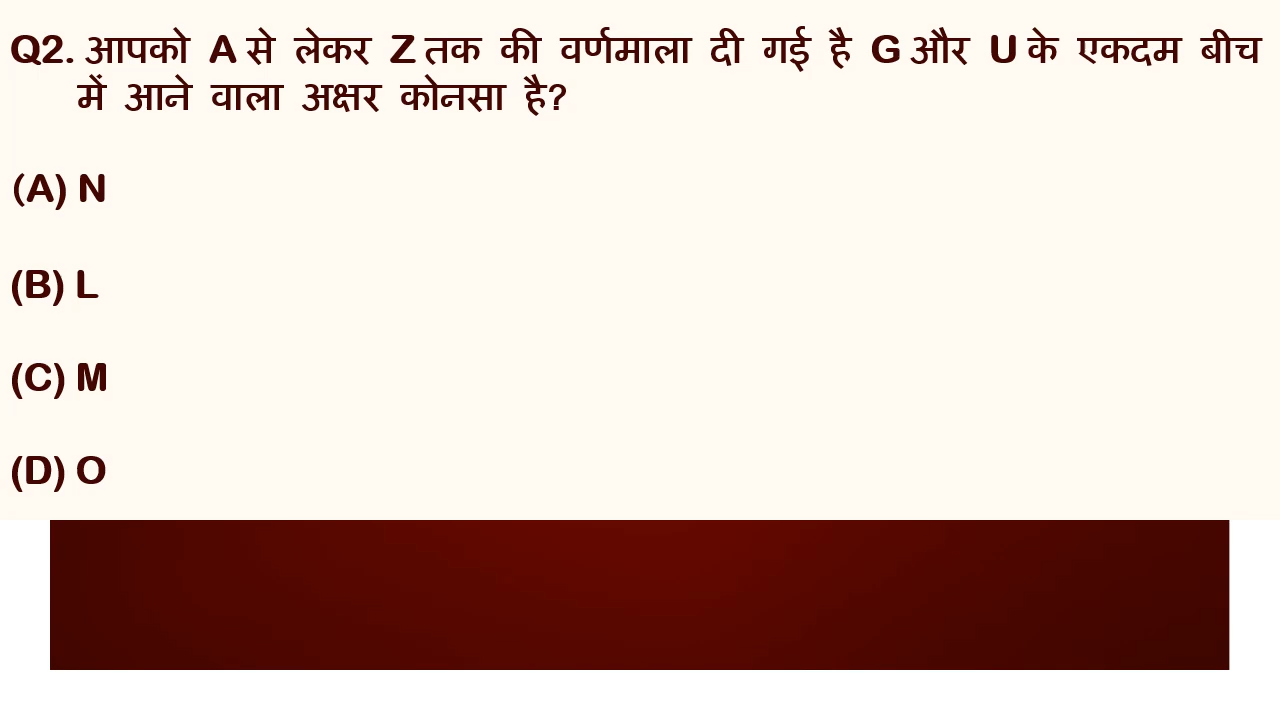 Q2. आपको A से लेकर Z तक की वर्णमाला दी गई है G और U के एकदम बीच
में आने वाला अक्षर कोनसा है?
(A) N
(B) L
(C) M
(D) O